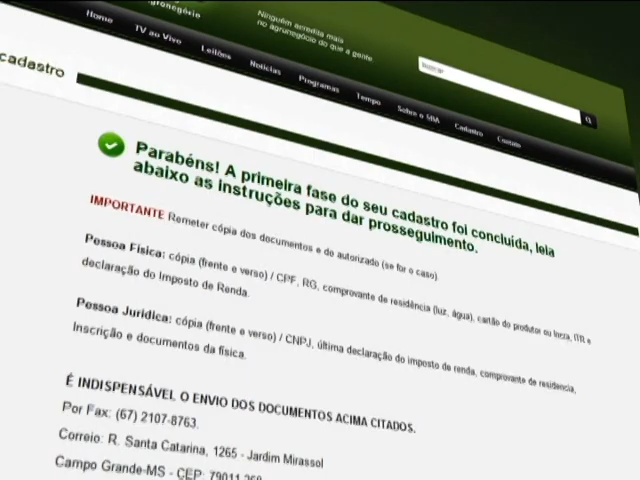 Ninguém acredita mais
no agronegócio do que a gente
Home TV ao Vivo Leilões Notícias Programas Tempo Sobre o SBA Cadastro Contato
buscar
cadastro
Parabéns! A primeira fase do seu cadastro foi concluída, leia
abaixo as instruções para dar prosseguimento.
IMPORTANTE Remeter cópia dos documentos e do autorizado (se for o caso)
Pessoa Física: cópia (frente e verso) / CPF, RG, comprovante de residência (luz, água), cartão do produtor ou Incra, ITR e
declaração do Imposto de Renda.
Pessoa Jurídica: cópia (frente e verso) / CNPJ, última declaração do imposto de renda, comprovante de residencia,
Inscrição e documentos da física.
É INDISPENSÁVEL O ENVIO DOS DOCUMENTOS ACIMA CITADOS.
Por Fax: (67) 2107-8763.
Correio: R. Santa Catarina, 1265 - Jardim Mirassol
Campo Grande-MS - CEP: